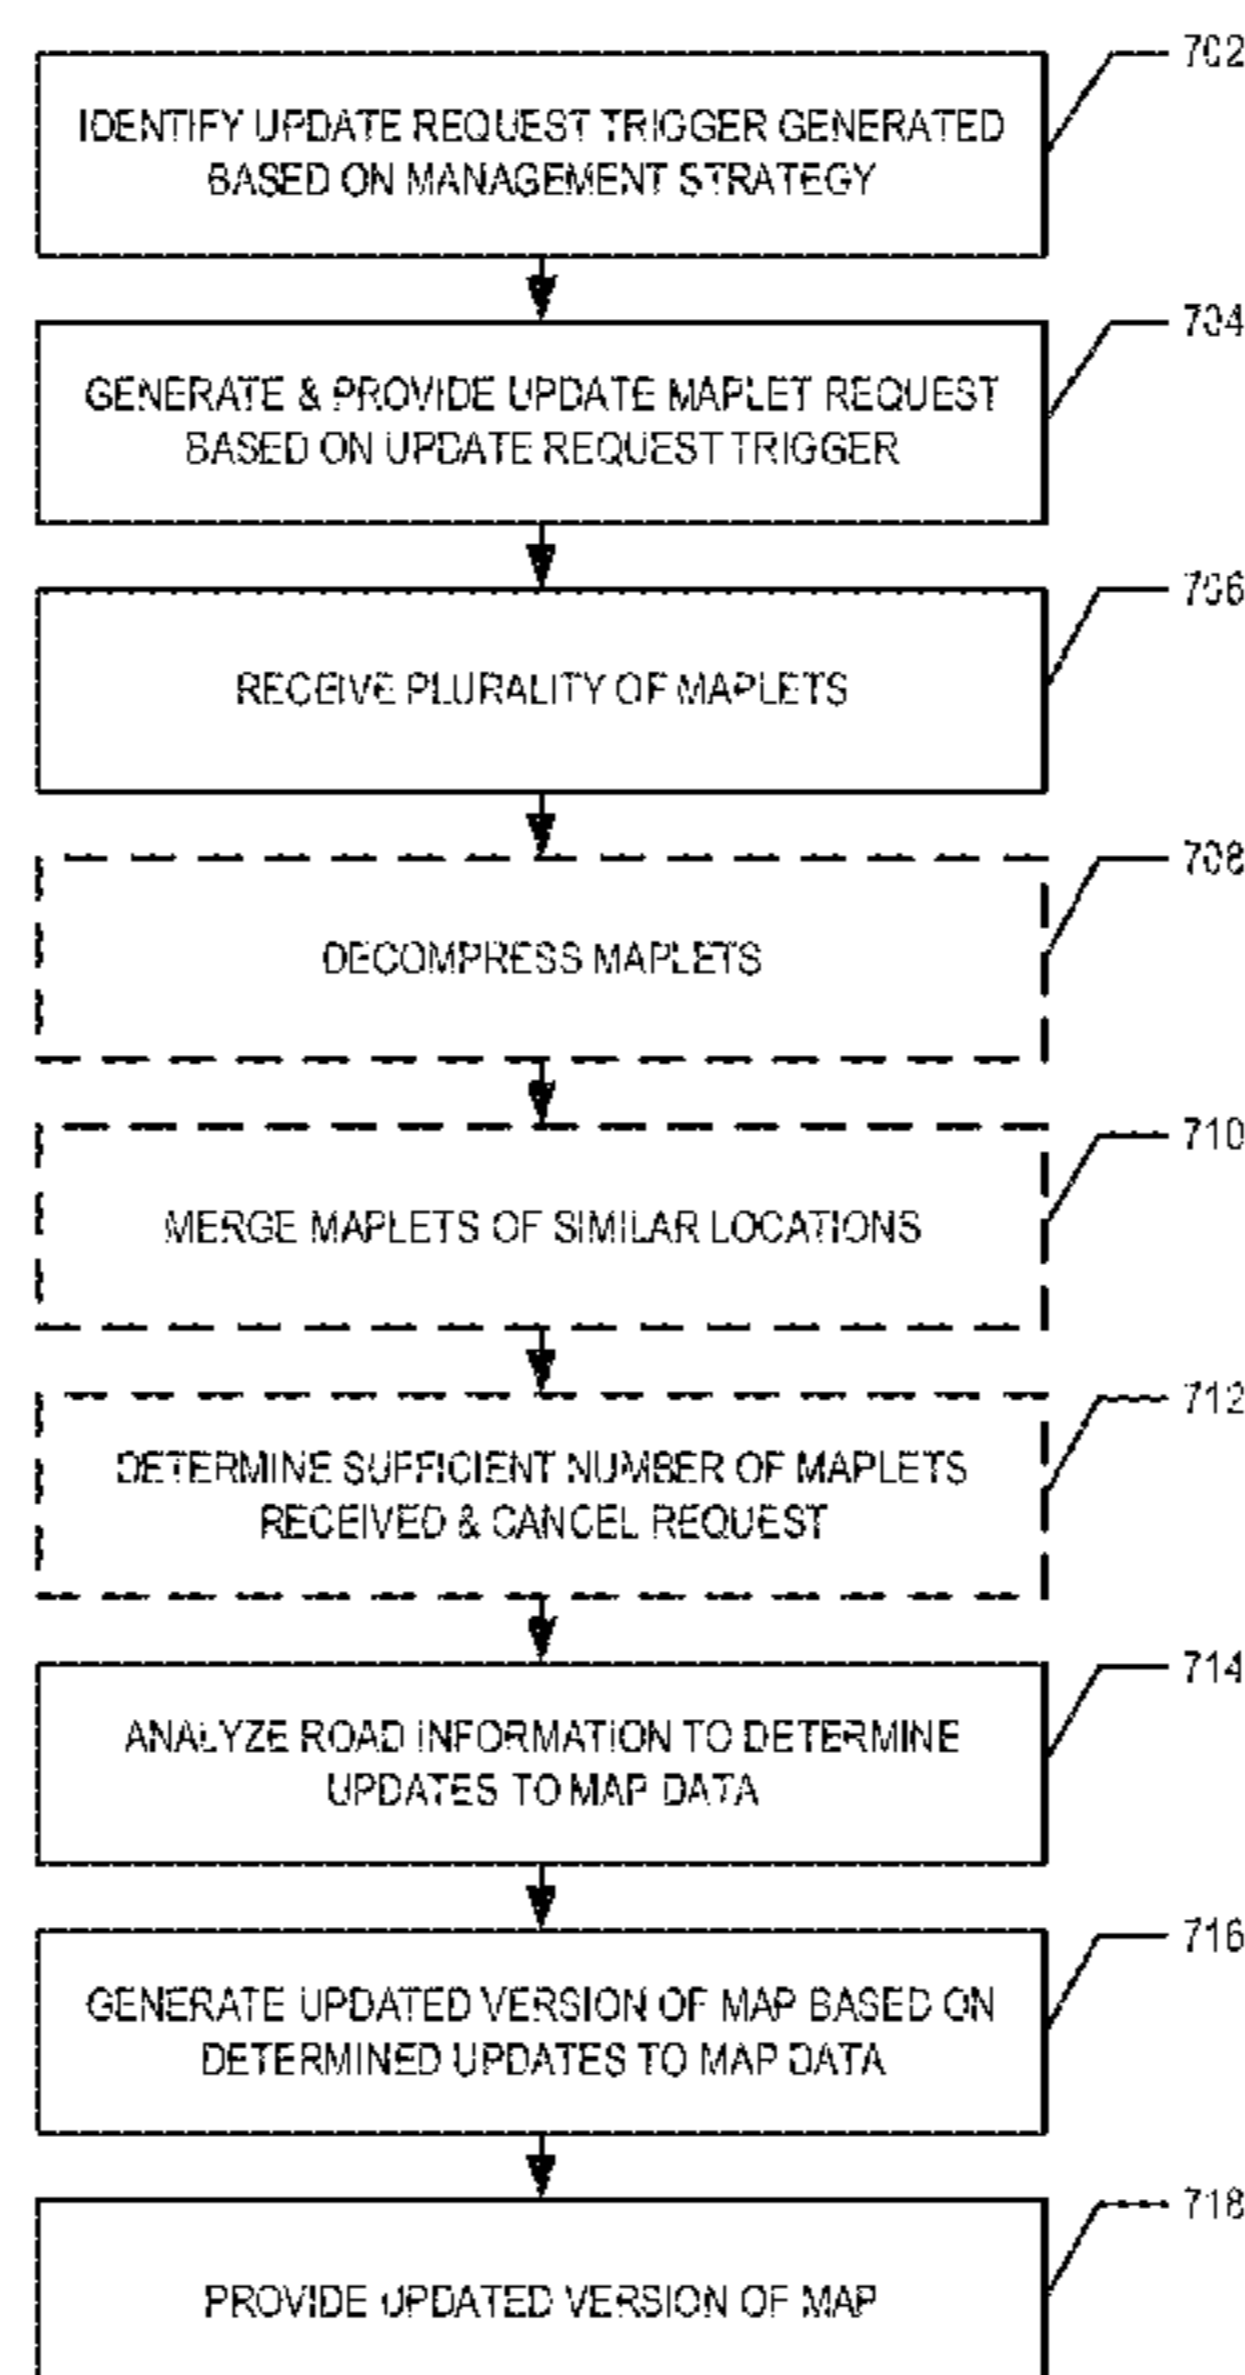 702
IDENTIFY UPDATE REQUEST TRIGGER GENERATED
BASED ON MANAGEMENT STRATEGY
704
GENERATE & PROVIDE UPDATE MAPLET REQUEST
BASED ON UPDATE REQUEST TRIGGER
706
RECEIVE PLURALITY OF MAPLETS
708
DECOMPRESS MAPLETS
710
MERGE MAPLETS OF SIMILAR LOCATIONS
712
DETERMINE SUFFICIENT NUMBER OF MAPLETS
RECEIVED & CANCEL REQUEST
714
ANALYZE ROAD INFORMATION TO DETERMINE
UPDATES TO MAP DATA
716
GENERATE UPDATED VERSION OF MAP BASED ON
DETERMINED UPDATES TO MAP DATA
718
PROVIDE UPDATED VERSION OF MAP